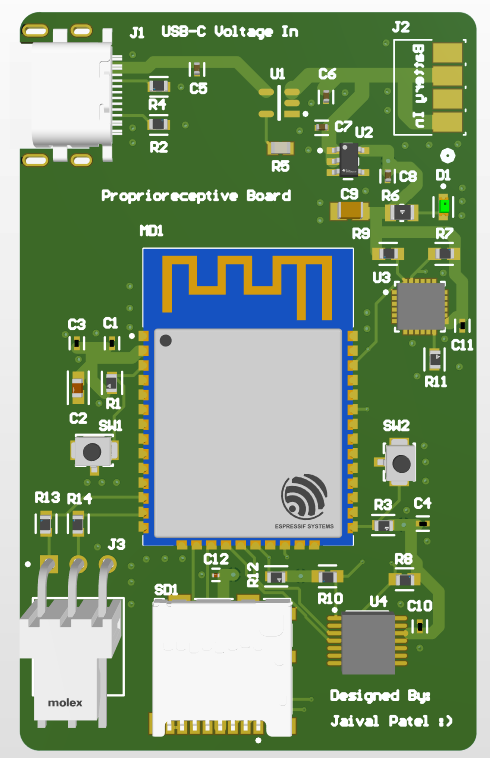 J1 USB-C Voltage In
J2
Battery In
U1
C6
C5
R4
R2
C7
U2
R5
C8
D1
Proprioreceptive Board
C9
R6
MD1
R9
R7
U3
C3
C1
C11
R11
C2
R1
SW1
SW2
ESPRESSIF SYSTEMS
R13
R14
R3
C4
J3
C12
R12
R10
R8
SD1
U4
C10
molex
Designed By:
Jaival Patel :)